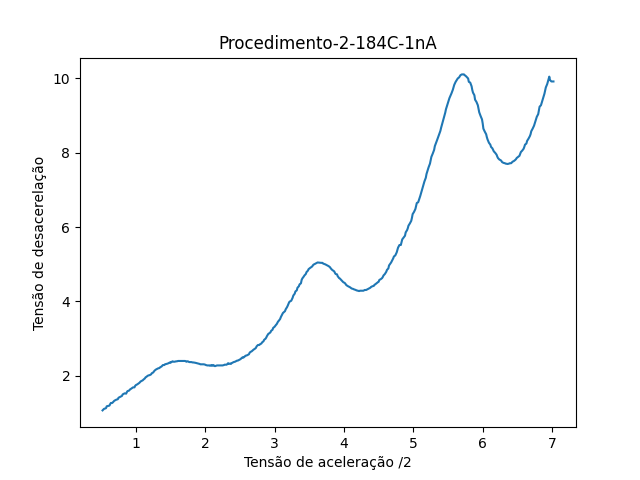 Procedimento-2-184C-1nA
Tensão de desacerelação
10
8
6
4
2
1 2 3 4 5 6 7
Tensão de aceleração /2